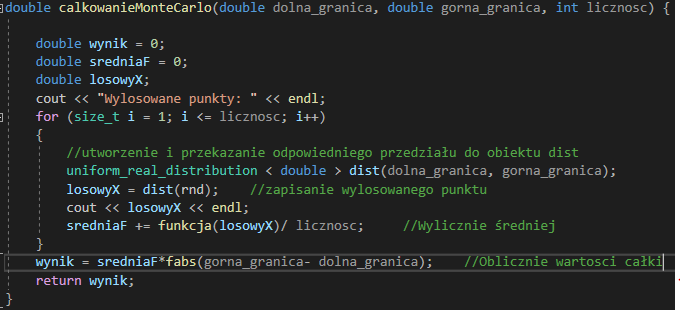 double calkowanieMonteCarlo(double dolna_granica, double gorna_granica, int licznosc) {
double wynik = 0;
double sredniaF = 0;
double losowyX;
cout << "Wylosowane punkty: " << endl;
for (size_t i = 1; i <= licznosc; i++)
{
//utworzenie i przekazanie odpowiedniego przedziału do obiektu dist
uniform_real_distribution < double > dist(dolna_granica, gorna_granica);
losowyX = dist(rnd); //zapisanie wylosowanego punktu
cout << losowyX << endl;
sredniaF += funkcja(losowyX)/ licznosc; //Wylicznie średniej
}
wynik = sredniaF*fabs(gorna_granica- dolna_granica); //Oblicznie wartosci całki
return wynik;
}